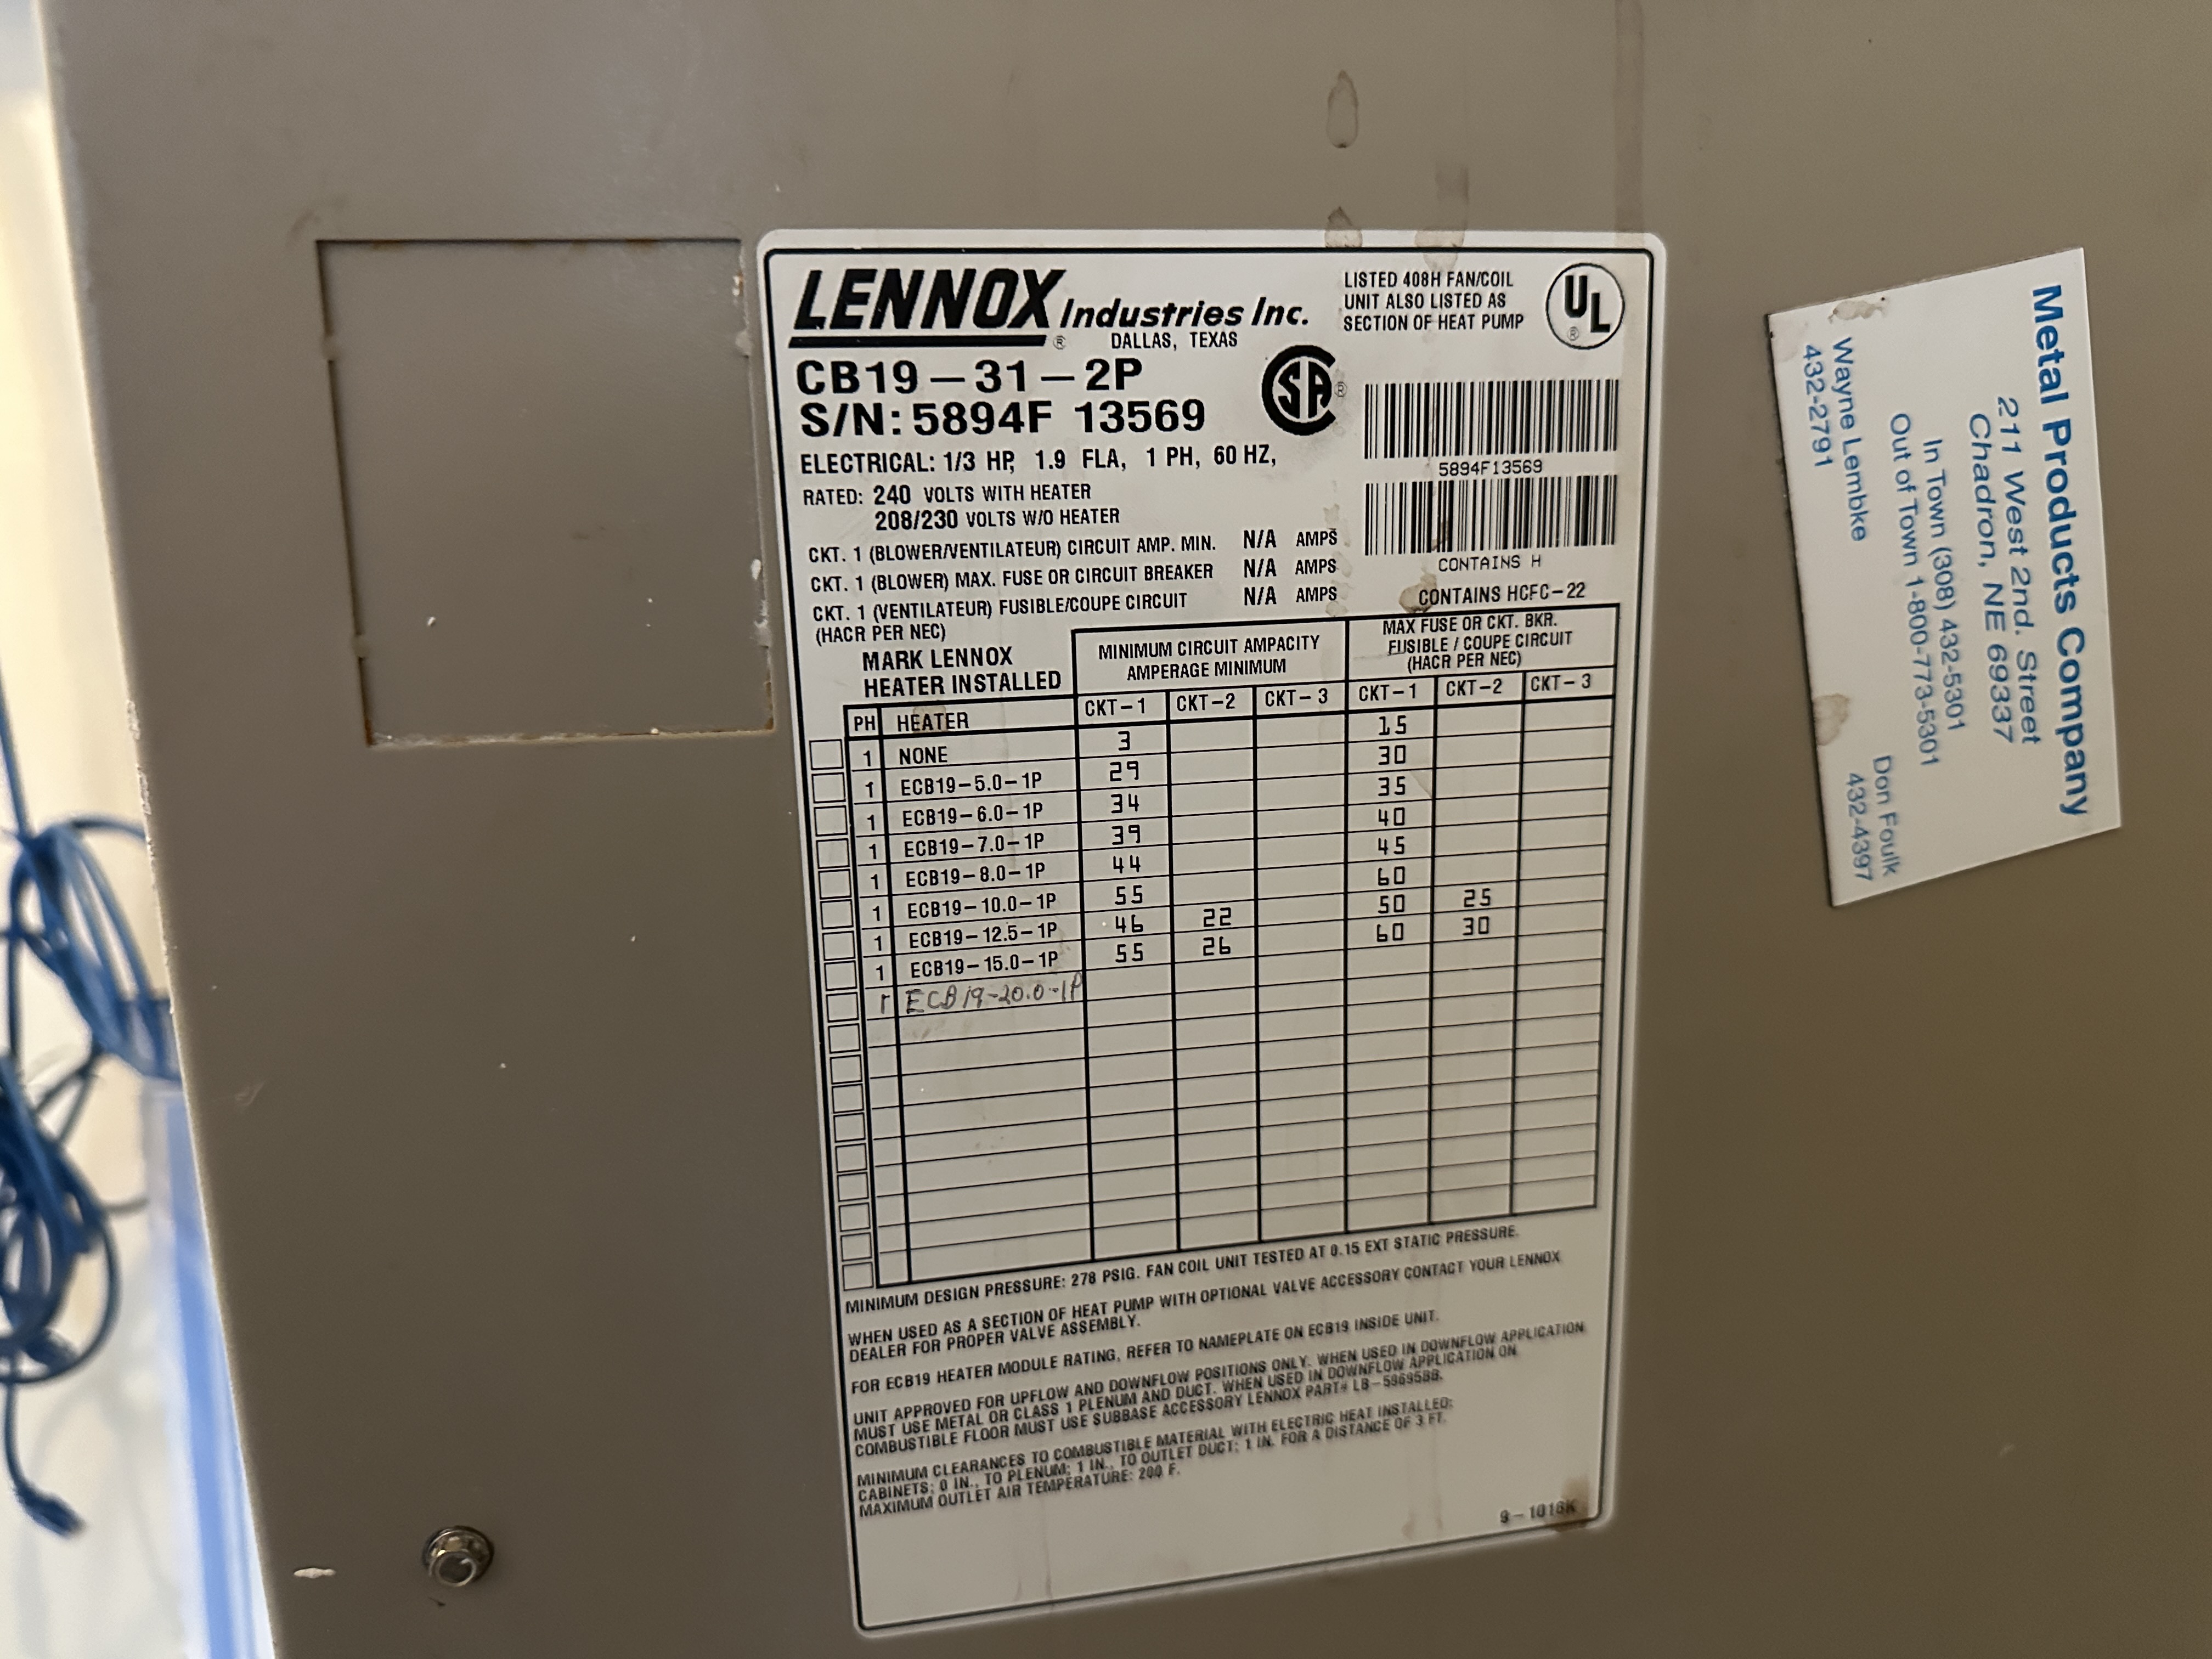 LENNOX Industries Inc.
DALLAS, TEXAS
LISTED 408H FAN/COIL
UNIT ALSO LISTED AS
SECTION OF HEAT PUMP
UL
CB19-31-2P
S/N: 5894F 13569
SA
ELECTRICAL: 1/3 HP, 1.9 FLA, 1 PH, 60 HZ,
RATED: 240 VOLTS WITH HEATER
208/230 VOLTS W/O HEATER
5894F13569
CONTAINS H
CKT. 1 (BLOWER/VENTILATEUR) CIRCUIT AMP. MIN. N/A AMPS
CKT. 1 (BLOWER) MAX. FUSE OR CIRCUIT BREAKER N/A AMPS
CKT. 1 (VENTILATEUR) FUSIBLE/COUPE CIRCUIT N/A AMPS
(HACR PER NEC)
CONTAINS HCFC-22
MARK LENNOX
HEATER INSTALLED
MINIMUM CIRCUIT AMPACITY
AMPERAGE MINIMUM
MAX FUSE OR CKT. BKR.
FUSIBLE / COUPE CIRCUIT
(HACR PER NEC)
PH HEATER CKT-1 CKT-2 CKT-3 CKT-1 CKT-2 CKT-3
1 NONE 3 15
1 ECB19-5.0-1P 29 30
1 ECB19-6.0-1P 34 35
1 ECB19-7.0-1P 39 40
1 ECB19-8.0-1P 44 45
1 ECB19-10.0-1P 55 60
1 ECB19-12.5-1P 46 22 50 25
1 ECB19-15.0-1P 55 26 60 30
1 ECB19-20.0-1P
MINIMUM DESIGN PRESSURE: 278 PSIG. FAN COIL UNIT TESTED AT 0.15 EXT STATIC PRESSURE.
WHEN USED AS A SECTION OF HEAT PUMP WITH OPTIONAL VALVE ACCESSORY CONTACT YOUR LENNOX
DEALER FOR PROPER VALVE ASSEMBLY.
FOR ECB19 HEATER MODULE RATING, REFER TO NAMEPLATE ON ECB19 INSIDE UNIT.
UNIT APPROVED FOR UPFLOW AND DOWNFLOW POSITIONS ONLY. WHEN USED IN DOWNFLOW APPLICATION
MUST USE METAL OR CLASS 1 PLENUM AND DUCT. WHEN USED IN DOWNFLOW APPLICATION ON
COMBUSTIBLE FLOOR MUST USE SUBBASE ACCESSORY LENNOX PART# LB-59695BB.
MINIMUM CLEARANCES TO COMBUSTIBLE MATERIAL WITH ELECTRIC HEAT INSTALLED;
CABINETS; 0 IN., TO PLENUM; 1 IN., TO OUTLET DUCT; 1 IN. FOR A DISTANCE OF 3 FT.
MAXIMUM OUTLET AIR TEMPERATURE: 200 F.
9-1016K
Metal Products Company
211 West 2nd. Street
Chadron, NE 69337
In Town (308) 432-5301
Out of Town 1-800-773-5301
Wayne Lembke
432-2791
Don Foulk
432-4397